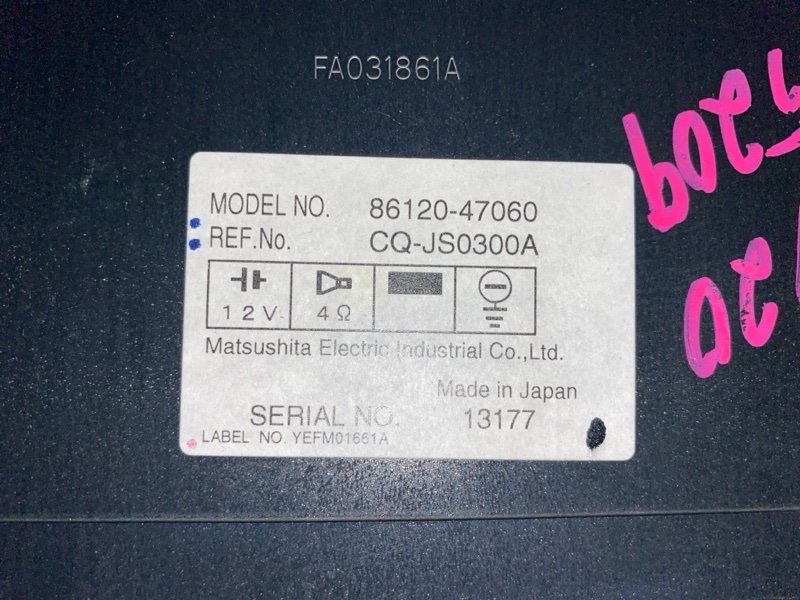 FA031861A
MODEL NO. 86120-47060
REF.No. CQ-JS0300A
12V 4Ω
Matsushita Electric Industrial Co.,Ltd.
Made in Japan
SERIAL NO. 13177
LABEL NO. YEFM01661A